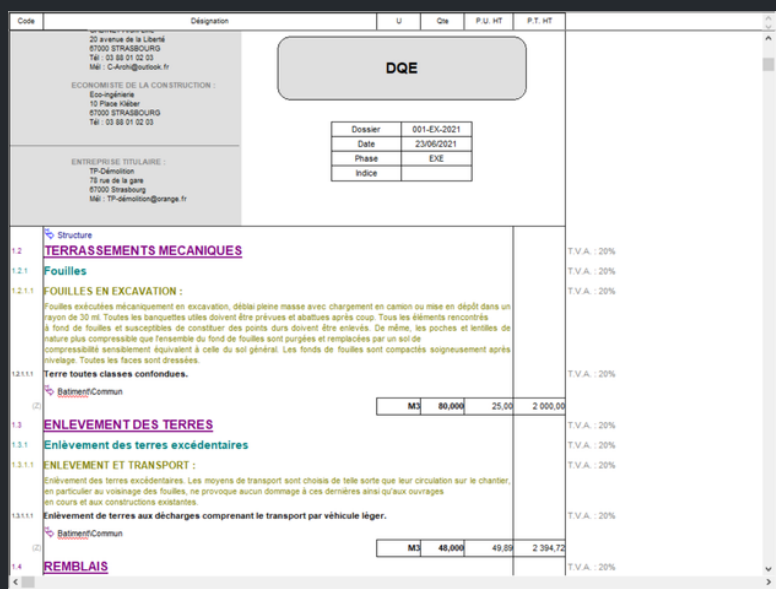 Code Désignation U Qte P.U. HT P.T. HT
20 avenue de la Liberté
67000 STRASBOURG
Tél : 03 88 01 02 03
Mél : C-Archi@outlook.fr
ECONOMISTE DE LA CONSTRUCTION :
Eco-ingénierie
10 Place Kléber
67000 STRASBOURG
Tél : 03 88 01 02 03
ENTREPRISE TITULAIRE :
TP-Démolition
78 rue de la gare
67000 Strasbourg
Mél : TP-démolition@orange.fr
DQE
Dossier 001-EX-2021
Date 23/06/2021
Phase EXE
Indice
Structure
1.2 TERRASSEMENTS MECANIQUES T.V.A. : 20%
1.2.1 Fouilles T.V.A. : 20%
1.2.1.1 FOUILLES EN EXCAVATION : T.V.A. : 20%
Fouilles exécutées mécaniquement en excavation, déblai pleine masse avec chargement en camion ou mise en dépôt dans un
rayon de 30 ml. Toutes les banquettes utiles doivent être prévues et abattues après coup. Tous les éléments rencontrés
à fond de fouilles et susceptibles de constituer des points durs doivent être enlevés. De même, les poches et lentilles de
nature plus compressible que l'ensemble du fond de fouilles sont purgées et remplacées par un sol de
compressibilité sensiblement équivalent à celle du sol général. Les fonds de fouilles sont compactés soigneusement après
nivelage. Toutes les faces sont dressées.
1.2.1.1.1 Terre toutes classes confondues. T.V.A. : 20%
Batiment\Commun
(Z) M3 80,000 25,00 2 000,00
1.3 ENLEVEMENT DES TERRES T.V.A. : 20%
1.3.1 Enlèvement des terres excédentaires T.V.A. : 20%
1.3.1.1 ENLEVEMENT ET TRANSPORT : T.V.A. : 20%
Enlèvement des terres excédentaires. Les moyens de transport sont choisis de telle sorte que leur circulation sur le chantier,
en particulier au voisinage des fouilles, ne provoque aucun dommage à ces dernières ainsi qu'aux ouvrages
en cours et aux constructions existantes.
1.3.1.1.1 Enlèvement de terres aux décharges comprenant le transport par véhicule léger. T.V.A. : 20%
Batiment\Commun
(Z) M3 48,000 49,89 2 394,72
1.4 REMBLAIS T.V.A. : 20%